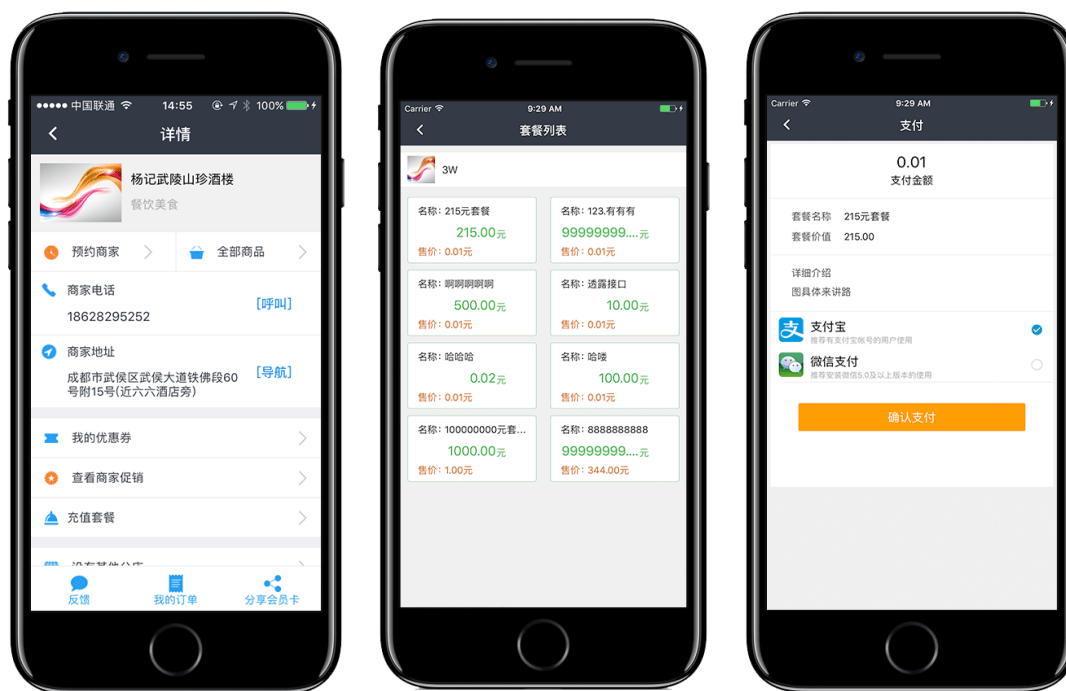 中国联通 14:55 100%
详情
杨记武陵山珍酒楼
餐饮美食
预约商家 全部商品
商家电话
[呼叫]
18628295252
商家地址
[导航]
成都市武侯区武侯大道铁佛段60
号附15号(近六六酒店旁)
我的优惠券
查看商家促销
充值套餐
没有其他分店
反馈 我的订单 分享会员卡
Carrier 9:29 AM
套餐列表
3W
名称: 215元套餐
215.00元
售价: 0.01元
名称: 123.有有有
99999999....元
售价: 0.01元
名称: 啊啊啊啊啊
500.00元
售价: 0.01元
名称: 透露接口
10.00元
售价: 0.01元
名称: 哈哈哈
0.02元
售价: 0.01元
名称: 哈喽
100.00元
售价: 0.01元
名称: 100000000元套...
1000.00元
售价: 1.00元
名称: 8888888888
99999999....元
售价: 344.00元
Carrier 9:29 AM
支付
0.01
支付金额
套餐名称 215元套餐
套餐价值 215.00
详细介绍
图具体来讲路
支 支付宝
推荐有支付宝帐号的用户使用
微信支付
推荐安装微信5.0及以上版本的使用
确认支付